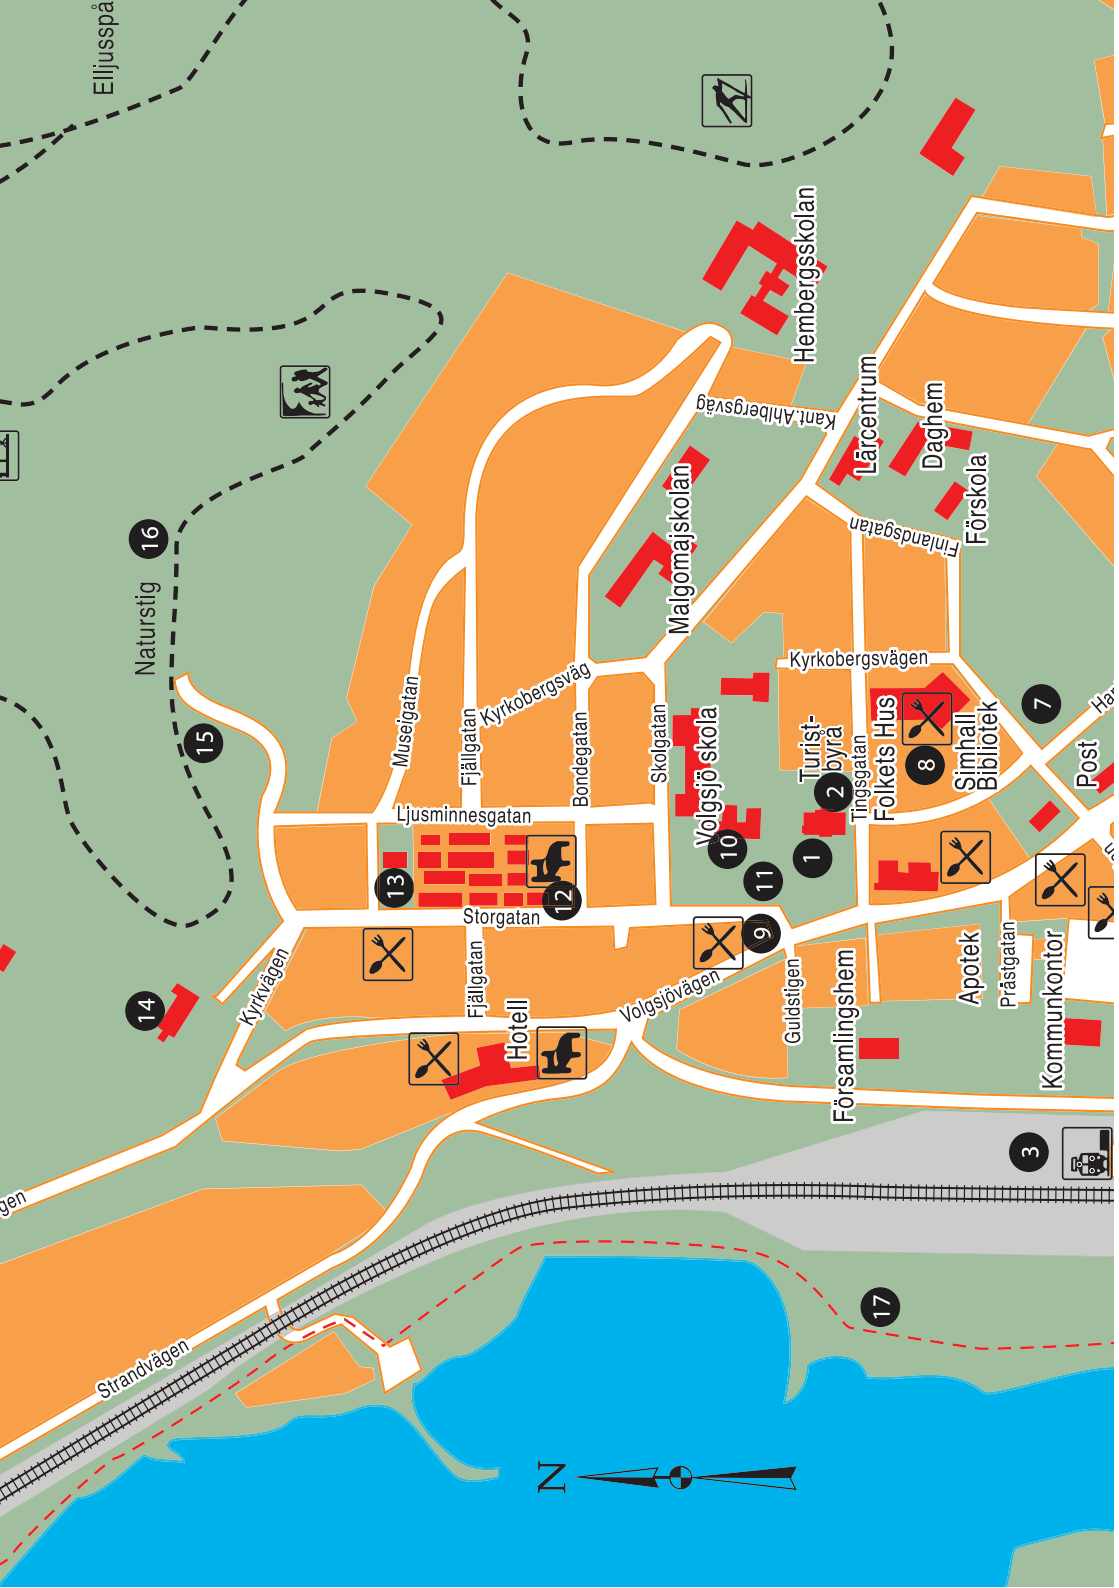 Elljusspå
Hembergsskolan
Kant.Ahlbergsväg
Lärcentrum
Daghem
Förskola
Finlandsgatan
Malgomajskolan
16
Naturstig
15
Museigatan
Fjällgatan
Kyrkobergsväg
Bondegatan
Skolgatan
Kyrkobergsvägen
Volgsjö skola
Turist-
byrå
Tingsgatan
Folkets Hus
Simhall
Bibliotek
7
Post
8
2
1
10
11
Ljusminnesgatan
13
12
Storgatan
9
Kyrkvägen
14
Fjällgatan
Hotell
Volgsjövägen
Guldstigen
Församlingshem
Apotek
Prästgatan
Kommunkontor
3
gen
Strandvägen
17
N
Ha